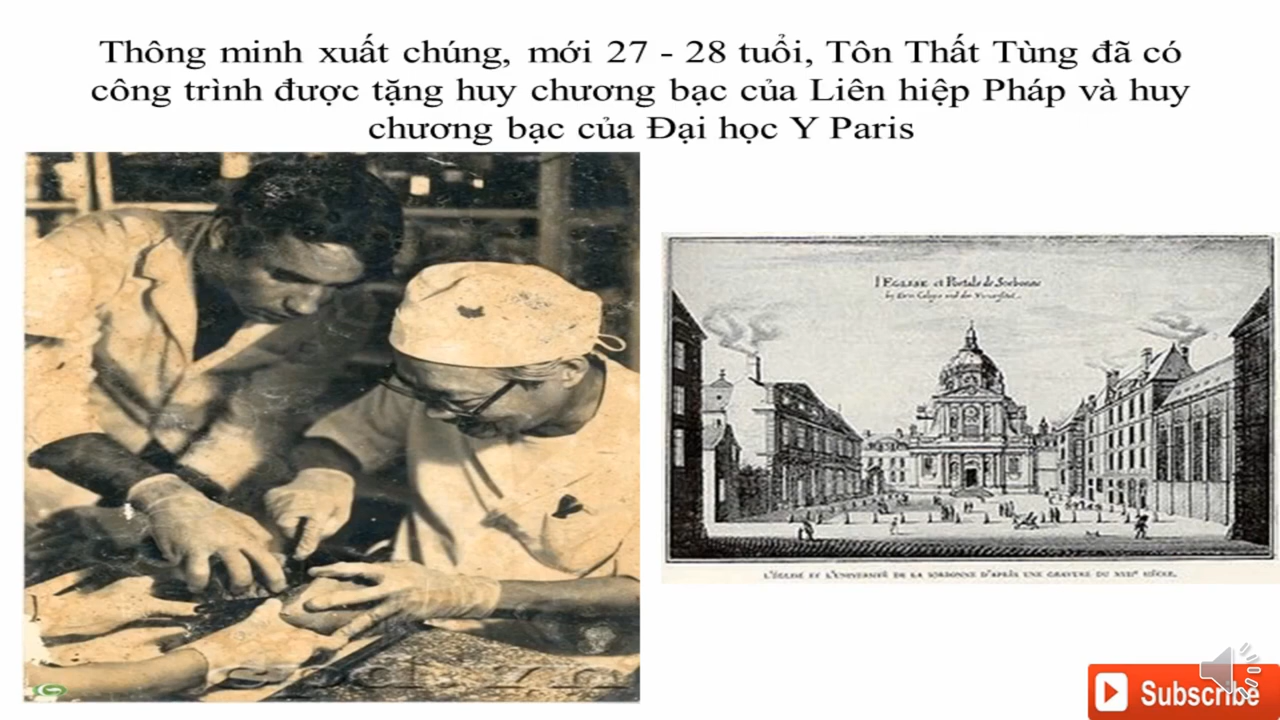 Thông minh xuất chúng, mới 27 - 28 tuổi, Tôn Thất Tùng đã có
công trình được tặng huy chương bạc của Liên hiệp Pháp và huy
chương bạc của Đại học Y Paris
l'EGLISE et Portale de Sorbonne
L'ÉGLISE ET L'UNIVERSITÉ DE LA SORBONNE D'APRÈS UNE GRAVURE DU XVIIe SIÈCLE.
Subscribe